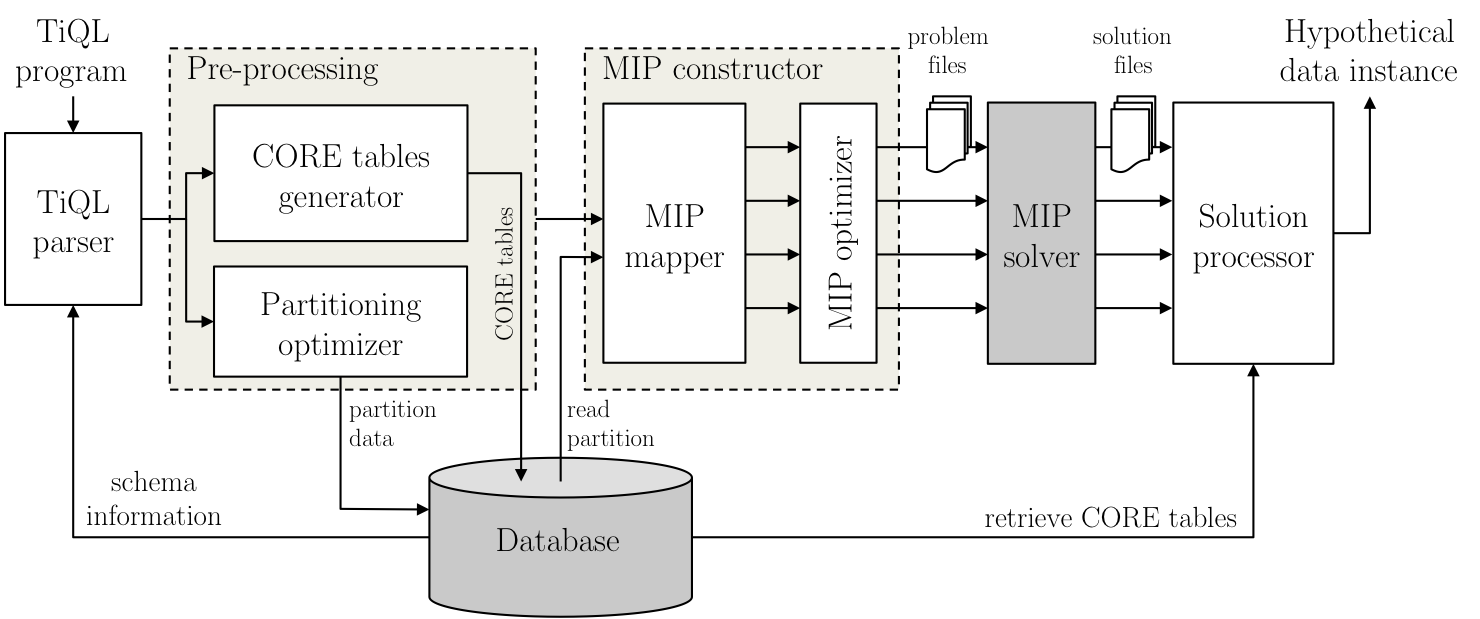 TiQL
program
TiQL
parser
Pre-processing
CORE tables
generator
Partitioning
optimizer
CORE tables
MIP constructor
MIP
mapper
MIP optimizer
problem
files
MIP
solver
solution
files
Solution
processor
Hypothetical
data instance
partition
data
read
partition
schema
information
Database
retrieve CORE tables